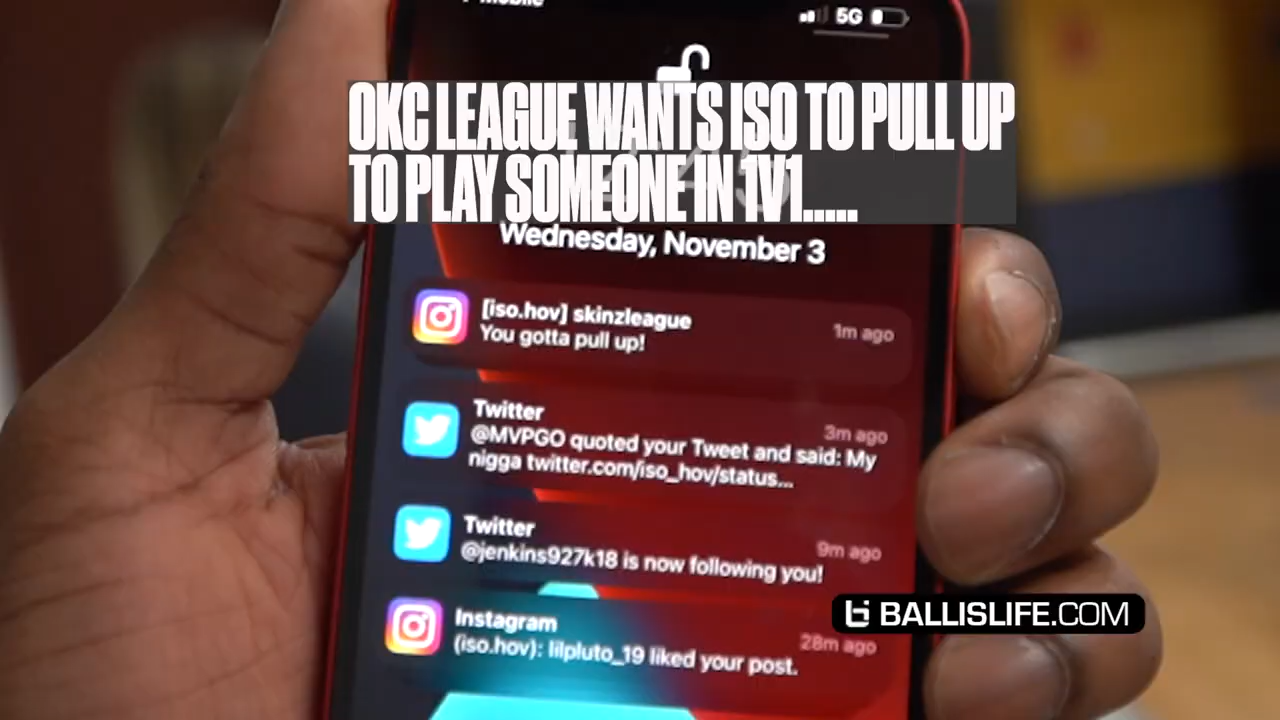 Mobile
5G
OKC LEAGUE WANTS ISO TO PULL UP
TO PLAY SOMEONE IN 1V1.....
Wednesday, November 3
[iso.hov] skinzleague
1m ago
You gotta pull up!
Twitter
3m ago
@MVPGO quoted your Tweet and said: My
nigga twitter.com/iso_hov/status...
Twitter
9m ago
@jenkins927k18 is now following you!
Instagram
28m ago
(iso.hov): lilpluto_19 liked your post.
BALLISLIFE.COM